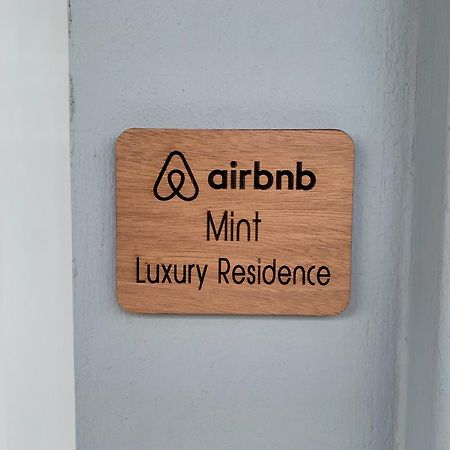 airbnb
Mint
Luxury Residence